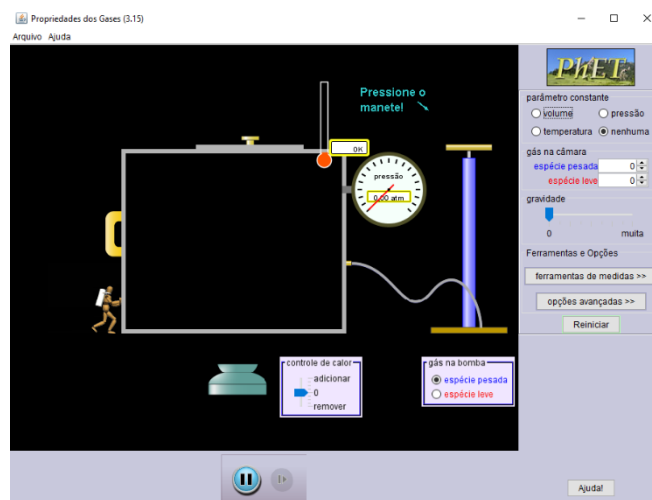 Propriedades dos Gases (3.15)
Arquivo Ajuda
Pressione o
manete!
0K
pressão
0,00 atm
controle de calor
adicionar
0
remover
gás na bomba
espécie pesada
espécie leve
PhET
parâmetro constante
volume pressão
temperatura nenhuma
gás na câmara
espécie pesada 0
espécie leve 0
gravidade
0 muita
Ferramentas e Opções
ferramentas de medidas >>
opções avançadas >>
Reiniciar
Ajuda!